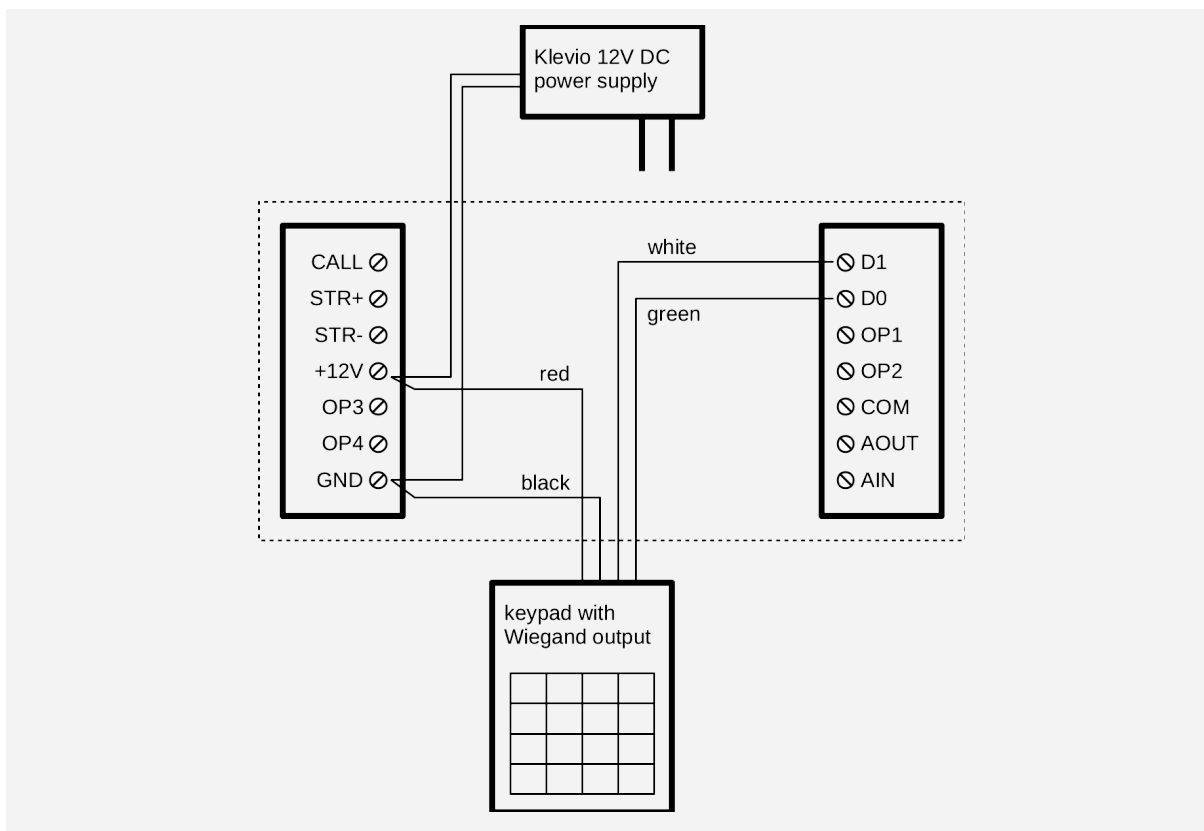 Klevio 12V DC
power supply
CALL
STR+
STR-
+12V
OP3
OP4
GND
white
green
red
black
D1
D0
OP1
OP2
COM
AOUT
AIN
keypad with
Wiegand output